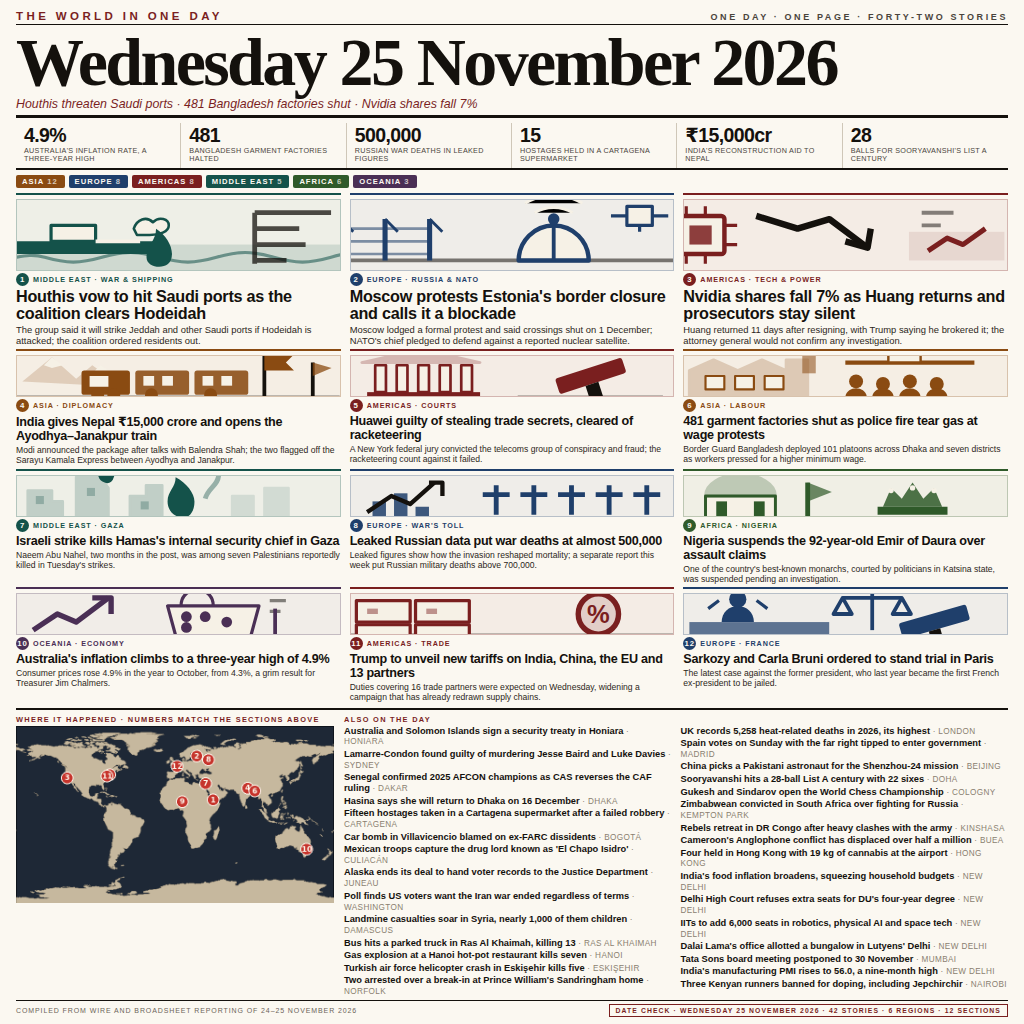 THE WORLD IN ONE DAY
ONE DAY · ONE PAGE · FORTY-TWO STORIES
Wednesday 25 November 2026
Houthis threaten Saudi ports · 481 Bangladesh factories shut · Nvidia shares fall 7%
4.9%
AUSTRALIA'S INFLATION RATE, A
THREE-YEAR HIGH
481
BANGLADESH GARMENT FACTORIES
HALTED
500,000
RUSSIAN WAR DEATHS IN LEAKED
FIGURES
15
HOSTAGES HELD IN A CARTAGENA
SUPERMARKET
₹15,000cr
INDIA'S RECONSTRUCTION AID TO
NEPAL
28
BALLS FOR SOORYAVANSHI'S LIST A
CENTURY
ASIA 12
EUROPE 8
AMERICAS 8
MIDDLE EAST 5
AFRICA 6
OCEANIA 3
1 MIDDLE EAST · WAR & SHIPPING
Houthis vow to hit Saudi ports as the
coalition clears Hodeidah
The group said it will strike Jeddah and other Saudi ports if Hodeidah is
attacked; the coalition ordered residents out.
2 EUROPE · RUSSIA & NATO
Moscow protests Estonia's border closure
and calls it a blockade
Moscow lodged a formal protest and said crossings shut on 1 December;
NATO's chief pledged to defend against a reported nuclear satellite.
3 AMERICAS · TECH & POWER
Nvidia shares fall 7% as Huang returns and
prosecutors stay silent
Huang returned 11 days after resigning, with Trump saying he brokered it; the
attorney general would not confirm any investigation.
4 ASIA · DIPLOMACY
India gives Nepal ₹15,000 crore and opens the
Ayodhya–Janakpur train
Modi announced the package after talks with Balendra Shah; the two flagged off the
Sarayu Kamala Express between Ayodhya and Janakpur.
5 AMERICAS · COURTS
Huawei guilty of stealing trade secrets, cleared of
racketeering
A New York federal jury convicted the telecoms group of conspiracy and fraud; the
racketeering count against it failed.
6 ASIA · LABOUR
481 garment factories shut as police fire tear gas at
wage protests
Border Guard Bangladesh deployed 101 platoons across Dhaka and seven districts
as workers pressed for a higher minimum wage.
7 MIDDLE EAST · GAZA
Israeli strike kills Hamas's internal security chief in Gaza
Naeem Abu Nahel, two months in the post, was among seven Palestinians reportedly
killed in Tuesday's strikes.
8 EUROPE · WAR'S TOLL
Leaked Russian data put war deaths at almost 500,000
Leaked figures show how the invasion reshaped mortality; a separate report this
week put Russian military deaths above 700,000.
9 AFRICA · NIGERIA
Nigeria suspends the 92-year-old Emir of Daura over
assault claims
One of the country's best-known monarchs, courted by politicians in Katsina state,
was suspended pending an investigation.
%
10 OCEANIA · ECONOMY
Australia's inflation climbs to a three-year high of 4.9%
Consumer prices rose 4.9% in the year to October, from 4.3%, a grim result for
Treasurer Jim Chalmers.
11 AMERICAS · TRADE
Trump to unveil new tariffs on India, China, the EU and
13 partners
Duties covering 16 trade partners were expected on Wednesday, widening a
campaign that has already redrawn supply chains.
12 EUROPE · FRANCE
Sarkozy and Carla Bruni ordered to stand trial in Paris
The latest case against the former president, who last year became the first French
ex-president to be jailed.
WHERE IT HAPPENED · NUMBERS MATCH THE SECTIONS ABOVE
3
11
12
2
8
7
9
1
4
6
10
ALSO ON THE DAY
Australia and Solomon Islands sign a security treaty in Honiara ·
HONIARA
Lamarre-Condon found guilty of murdering Jesse Baird and Luke Davies ·
SYDNEY
Senegal confirmed 2025 AFCON champions as CAS reverses the CAF
ruling · DAKAR
Hasina says she will return to Dhaka on 16 December · DHAKA
Fifteen hostages taken in a Cartagena supermarket after a failed robbery ·
CARTAGENA
Car bomb in Villavicencio blamed on ex-FARC dissidents · BOGOTÁ
Mexican troops capture the drug lord known as 'El Chapo Isidro' ·
CULIACÁN
Alaska ends its deal to hand voter records to the Justice Department ·
JUNEAU
Poll finds US voters want the Iran war ended regardless of terms ·
WASHINGTON
Landmine casualties soar in Syria, nearly 1,000 of them children ·
DAMASCUS
Bus hits a parked truck in Ras Al Khaimah, killing 13 · RAS AL KHAIMAH
Gas explosion at a Hanoi hot-pot restaurant kills seven · HANOI
Turkish air force helicopter crash in Eskişehir kills five · ESKIŞEHIR
Two arrested over a break-in at Prince William's Sandringham home ·
NORFOLK
UK records 5,258 heat-related deaths in 2026, its highest · LONDON
Spain votes on Sunday with the far right tipped to enter government ·
MADRID
China picks a Pakistani astronaut for the Shenzhou-24 mission · BEIJING
Sooryavanshi hits a 28-ball List A century with 22 sixes · DOHA
Gukesh and Sindarov open the World Chess Championship · COLOGNY
Zimbabwean convicted in South Africa over fighting for Russia ·
KEMPTON PARK
Rebels retreat in DR Congo after heavy clashes with the army · KINSHASA
Cameroon's Anglophone conflict has displaced over half a million · BUEA
Four held in Hong Kong with 19 kg of cannabis at the airport · HONG
KONG
India's food inflation broadens, squeezing household budgets · NEW
DELHI
Delhi High Court refuses extra seats for DU's four-year degree · NEW
DELHI
IITs to add 6,000 seats in robotics, physical AI and space tech · NEW
DELHI
Dalai Lama's office allotted a bungalow in Lutyens' Delhi · NEW DELHI
Tata Sons board meeting postponed to 30 November · MUMBAI
India's manufacturing PMI rises to 56.0, a nine-month high · NEW DELHI
Three Kenyan runners banned for doping, including Jepchirchir · NAIROBI
COMPILED FROM WIRE AND BROADSHEET REPORTING OF 24–25 NOVEMBER 2026
DATE CHECK · WEDNESDAY 25 NOVEMBER 2026 · 42 STORIES · 6 REGIONS · 12 SECTIONS